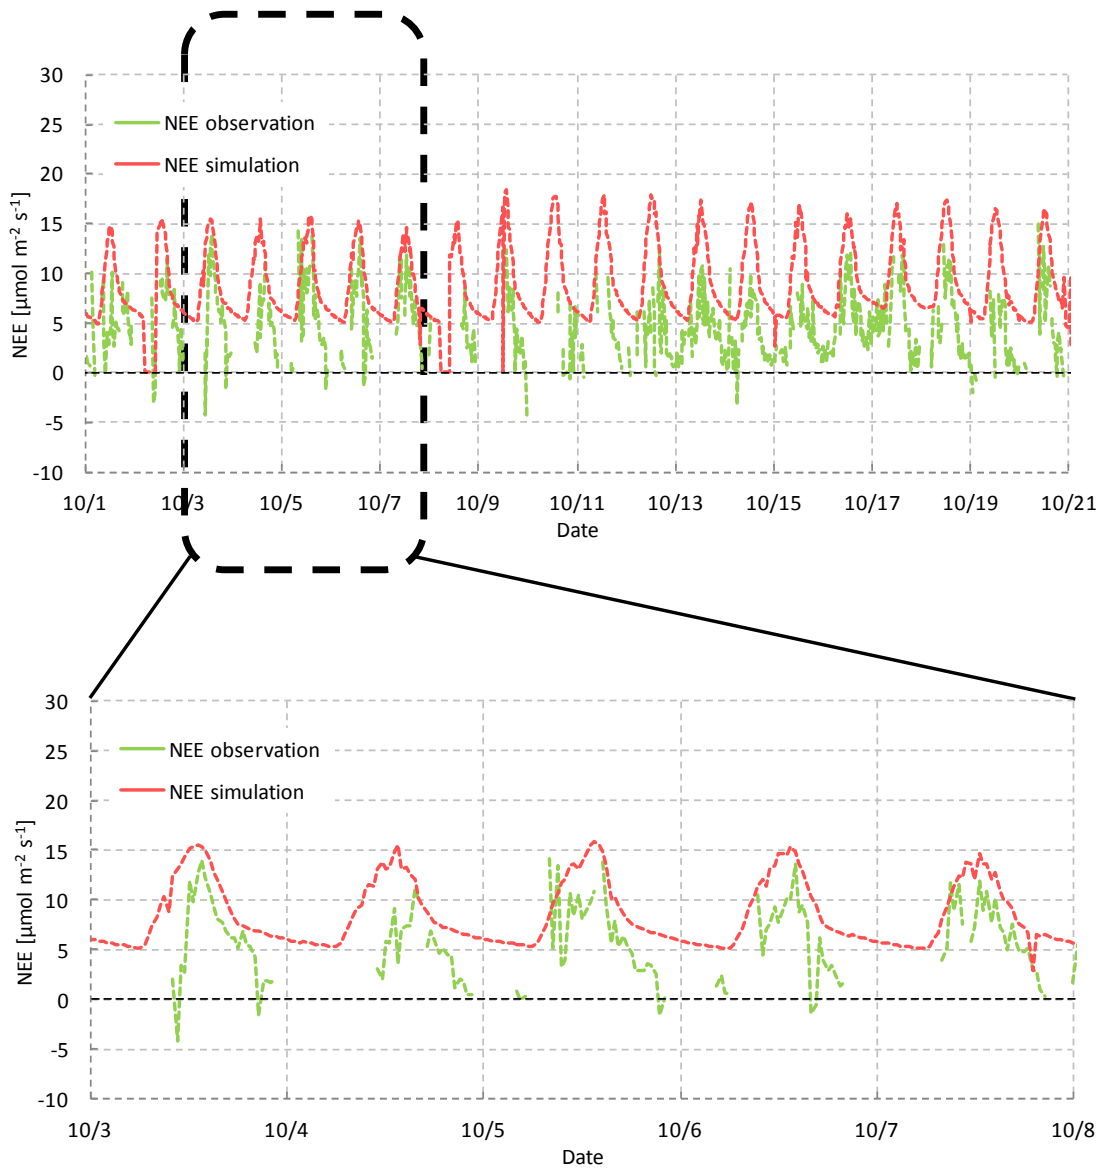 30
25
20
15
10
5
0
-5
-10
NEE [µmol m⁻² s⁻¹]
NEE observation
NEE simulation
10/1 10/3 10/5 10/7 10/9 10/11 10/13 10/15 10/17 10/19 10/21
Date
30
25
20
15
10
5
0
-5
-10
NEE [µmol m⁻² s⁻¹]
NEE observation
NEE simulation
10/3 10/4 10/5 10/6 10/7 10/8
Date